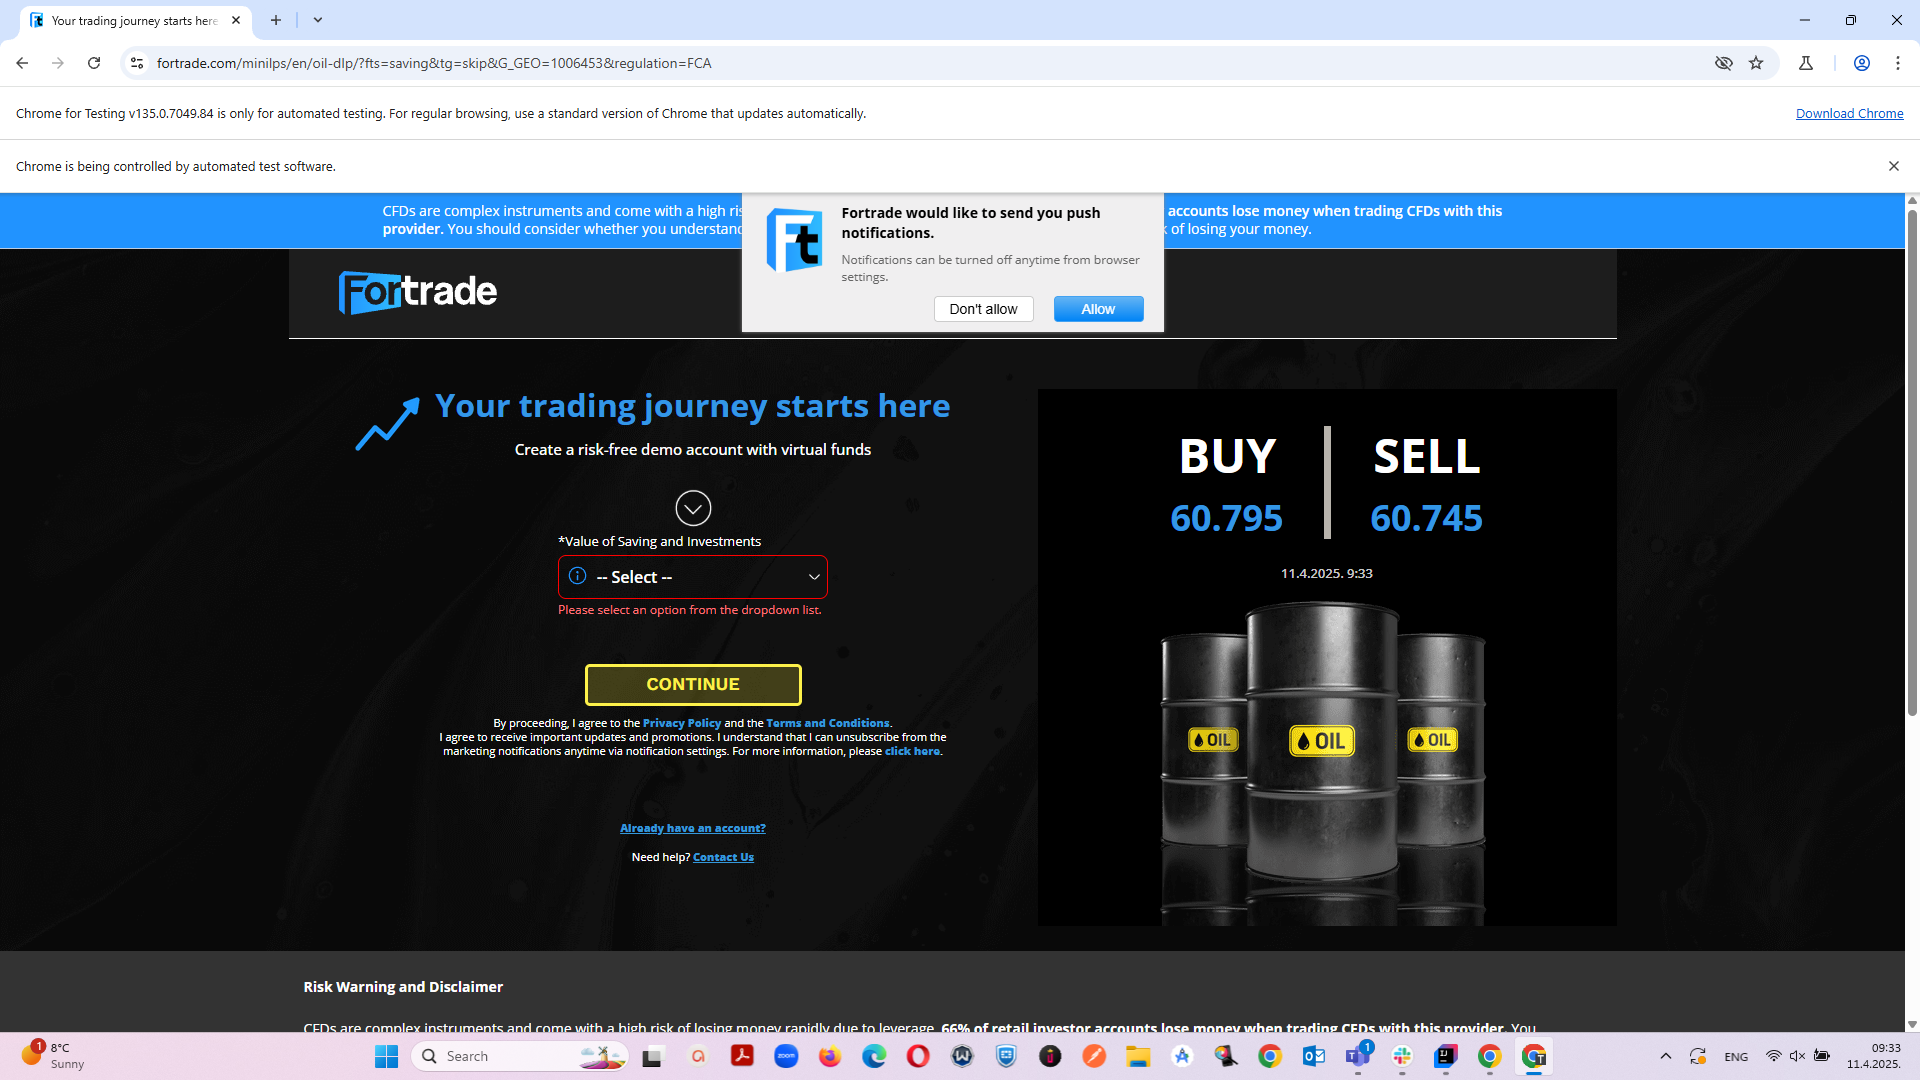 Your trading journey starts here
fortrade.com/minilps/en/oil-dlp/?fts=saving&tg=skip&G_GEO=1006453&regulation=FCA
Chrome for Testing v135.0.7049.84 is only for automated testing. For regular browsing, use a standard version of Chrome that updates automatically.
Download Chrome
Chrome is being controlled by automated test software.
CFDs are complex instruments and come with a high ris
accounts lose money when trading CFDs with this
provider. You should consider whether you understand
of losing your money.
Fortrade would like to send you push
notifications.
Notifications can be turned off anytime from browser
settings.
Don't allow
Allow
Ft
Fortrade
Your trading journey starts here
Create a risk-free demo account with virtual funds
*Value of Saving and Investments
-- Select --
Please select an option from the dropdown list.
CONTINUE
By proceeding, I agree to the Privacy Policy and the Terms and Conditions.
I agree to receive important updates and promotions. I understand that I can unsubscribe from the
marketing notifications anytime via notification settings. For more information, please click here.
Already have an account?
Need help? Contact Us
BUY
SELL
60.795
60.745
11.4.2025. 9:33
OIL
OIL
OIL
Risk Warning and Disclaimer
CFDs are complex instruments and come with a high risk of losing money rapidly due to leverage. 66% of retail investor accounts lose money when trading CFDs with this provider. You
1
8°C
Sunny
Search
zoom
1
ENG
09:33
11.4.2025.